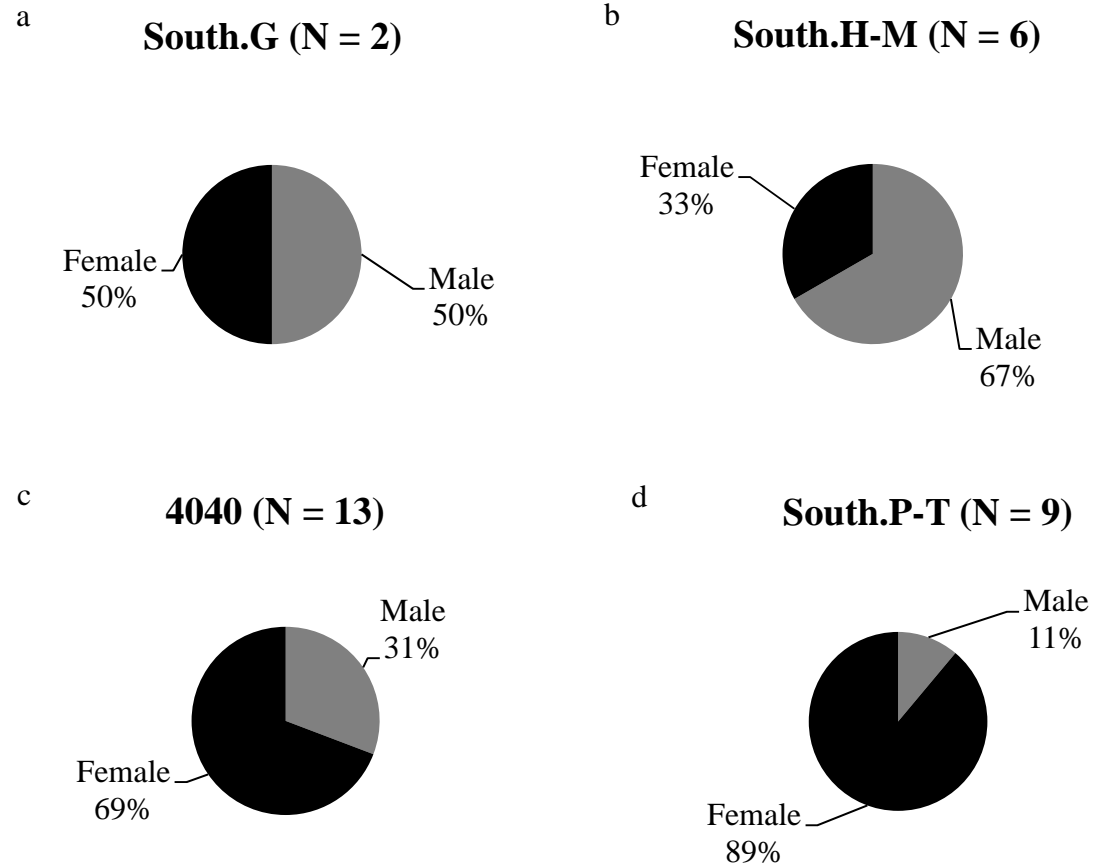 a
South.G (N = 2)
Female
50%
Male
50%
b
South.H-M (N = 6)
Female
33%
Male
67%
c
4040 (N = 13)
Male
31%
Female
69%
d
South.P-T (N = 9)
Male
11%
Female
89%